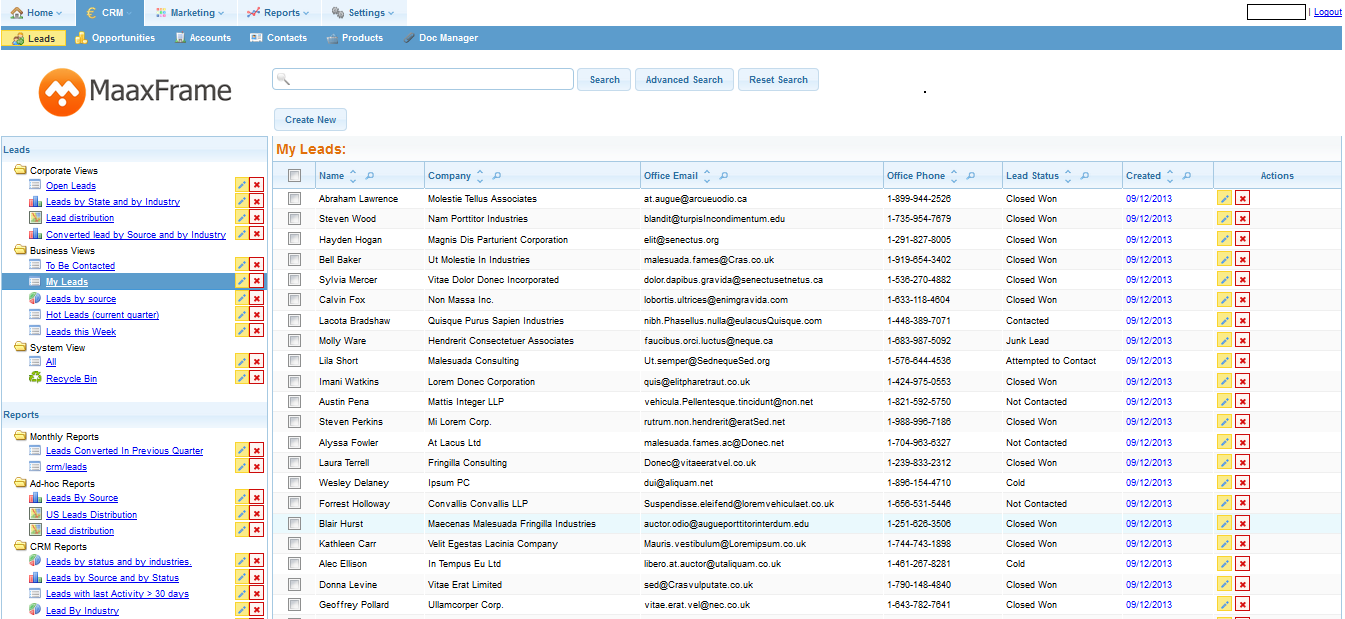 Home CRM Marketing Reports Settings | Logout
Leads Opportunities Accounts Contacts Products Doc Manager
MaaxFrame
Search Advanced Search Reset Search
Create New
Leads
Corporate Views
Open Leads
Leads by State and by Industry
Lead distribution
Converted lead by Source and by Industry
Business Views
To Be Contacted
My Leads
Leads by source
Hot Leads (current quarter)
Leads this Week
System View
All
Recycle Bin
Reports
Monthly Reports
Leads Converted In Previous Quarter
crm/leads
Ad-hoc Reports
Leads By Source
US Leads Distribution
Lead distribution
CRM Reports
Leads by status and by industries.
Leads by Source and by Status
Leads with last Activity > 30 days
Lead By Industry
My Leads:
Name Company Office Email Office Phone Lead Status Created Actions
Abraham Lawrence Molestie Tellus Associates at.augue@arcueuodio.ca 1-899-944-2526 Closed Won 09/12/2013
Steven Wood Nam Porttitor Industries blandit@turpisIncondimentum.edu 1-735-954-7679 Closed Won 09/12/2013
Hayden Hogan Magnis Dis Parturient Corporation elit@senectus.org 1-291-827-8005 Closed Won 09/12/2013
Bell Baker Ut Molestie In Industries malesuada.fames@Cras.co.uk 1-919-654-3402 Closed Won 09/12/2013
Sylvia Mercer Vitae Dolor Donec Incorporated dolor.dapibus.gravida@senectusetnetus.ca 1-536-270-4882 Closed Won 09/12/2013
Calvin Fox Non Massa Inc. lobortis.ultrices@enimgravida.com 1-633-118-4604 Closed Won 09/12/2013
Lacota Bradshaw Quisque Purus Sapien Industries nibh.Phasellus.nulla@eulacusQuisque.com 1-448-389-7071 Contacted 09/12/2013
Molly Ware Hendrerit Consectetuer Associates faucibus.orci.luctus@neque.ca 1-683-987-5092 Junk Lead 09/12/2013
Lila Short Malesuada Consulting Ut.semper@SednequeSed.org 1-576-644-4536 Attempted to Contact 09/12/2013
Imani Watkins Lorem Donec Corporation quis@elitpharetraut.co.uk 1-424-975-0553 Closed Won 09/12/2013
Austin Pena Mattis Integer LLP vehicula.Pellentesque.tincidunt@non.net 1-821-592-5750 Not Contacted 09/12/2013
Steven Perkins Mi Lorem Corp. rutrum.non.hendrerit@eratSed.net 1-988-996-7186 Closed Won 09/12/2013
Alyssa Fowler At Lacus Ltd malesuada.fames.ac@Donec.net 1-704-963-6327 Not Contacted 09/12/2013
Laura Terrell Fringilla Consulting Donec@vitaeeratvel.co.uk 1-239-833-2312 Closed Won 09/12/2013
Wesley Delaney Ipsum PC dui@aliquam.net 1-896-154-4710 Cold 09/12/2013
Forrest Holloway Convallis Convallis LLP Suspendisse.eleifend@loremvehiculaet.co.uk 1-656-531-5446 Not Contacted 09/12/2013
Blair Hurst Maecenas Malesuada Fringilla Industries auctor.odio@augueporttitorinterdum.edu 1-251-626-3506 Closed Won 09/12/2013
Kathleen Carr Velit Egestas Lacinia Company Mauris.vestibulum@Loremipsum.co.uk 1-744-743-1898 Closed Won 09/12/2013
Alec Ellison In Tempus Eu Ltd libero.at.auctor@utaliquam.co.uk 1-461-267-8281 Cold 09/12/2013
Donna Levine Vitae Erat Limited sed@Crasvulputate.co.uk 1-790-148-4840 Closed Won 09/12/2013
Geoffrey Pollard Ullamcorper Corp. vitae.erat.vel@nec.co.uk 1-643-782-7641 Closed Won 09/12/2013